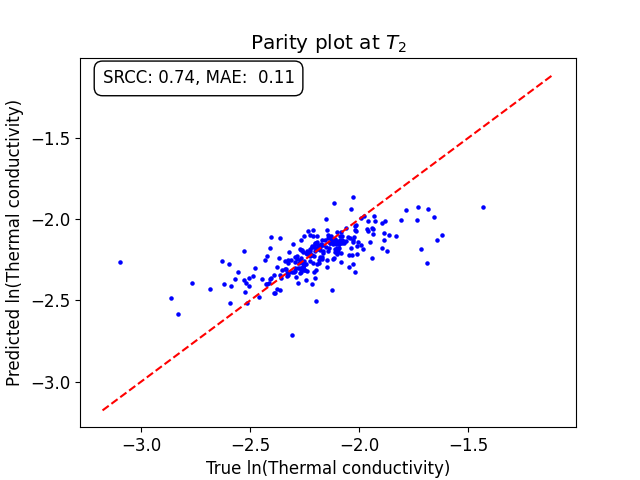 Parity plot at T₂
SRCC: 0.74, MAE:  0.11
Predicted ln(Thermal conductivity)
−1.5
−2.0
−2.5
−3.0
−3.0 −2.5 −2.0 −1.5
True ln(Thermal conductivity)